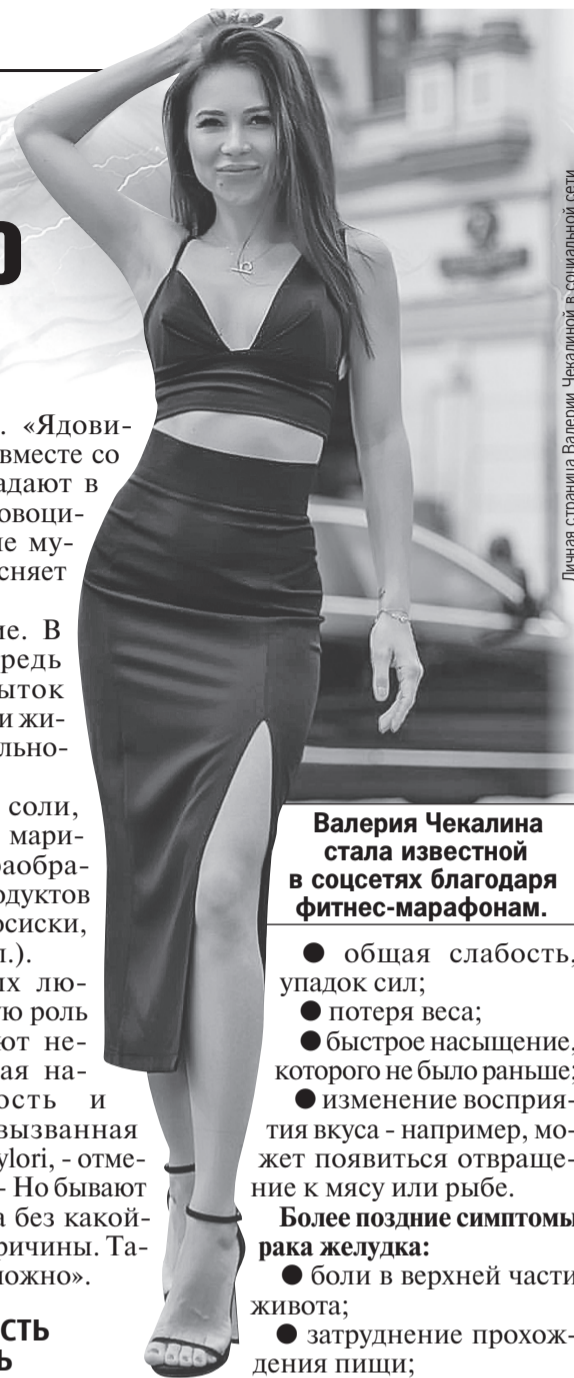 . «Ядови-
вместе со
адают в
овоци-
ие му-
сняет
ие. В
редь
ыток
и жи-
льно-
соли,
мари-
раобра-
одуктов
осиски,
п.).
ых лю-
ую роль
ют не-
ая на-
ость и
вызванная
ylori, - отме-
- Но бывают
а без какой-
ричины. Та-
можно».
СТЬ
Ь
Личная страница Валерии Чекалиной в социальной сети
Валерия Чекалина
стала известной
в соцсетях благодаря
фитнес-марафонам.
● общая слабость,
упадок сил;
● потеря веса;
● быстрое насыщение,
которого не было раньше;
● изменение восприя-
тия вкуса - например, мо-
жет появиться отвраще-
ние к мясу или рыбе.
Более поздние симптомы
рака желудка:
● боли в верхней части
живота;
● затруднение прохож-
дения пищи;